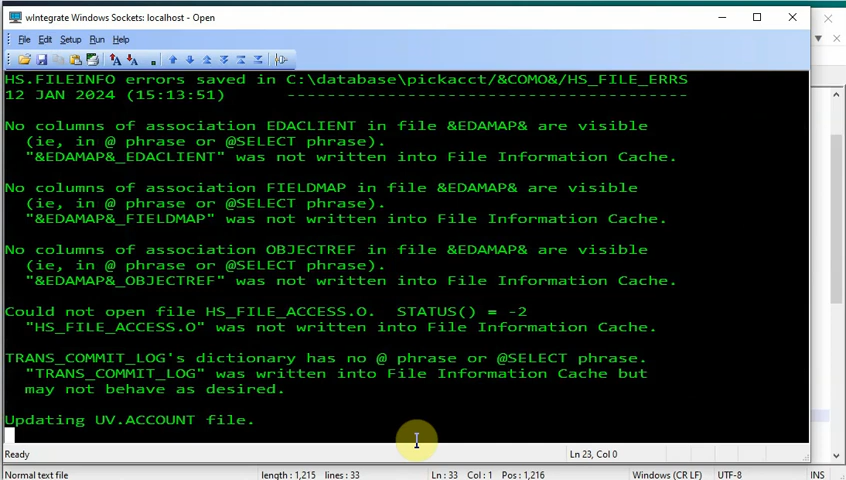 wIntegrate Windows Sockets: localhost - Open
File Edit Setup Run Help
HS.FILEINFO errors saved in C:\database\pickacct/&COMO&/HS_FILE_ERRS
12 JAN 2024 (15:13:51) -----------------------------------------
No columns of association EDACLIENT in file &EDAMAP& are visible
(ie, in @ phrase or @SELECT phrase).
"&EDAMAP&_EDACLIENT" was not written into File Information Cache.
No columns of association FIELDMAP in file &EDAMAP& are visible
(ie, in @ phrase or @SELECT phrase).
"&EDAMAP&_FIELDMAP" was not written into File Information Cache.
No columns of association OBJECTREF in file &EDAMAP& are visible
(ie, in @ phrase or @SELECT phrase).
"&EDAMAP&_OBJECTREF" was not written into File Information Cache.
Could not open file HS_FILE_ACCESS.O.  STATUS() = -2
"HS_FILE_ACCESS.O" was not written into File Information Cache.
TRANS_COMMIT_LOG's dictionary has no @ phrase or @SELECT phrase.
"TRANS_COMMIT_LOG" was written into File Information Cache but
may not behave as desired.
Updating UV.ACCOUNT file.
Ready Ln 23, Col 0
Normal text file length : 1,215 lines : 33 Ln : 33 Col : 1 Pos : 1,216 Windows (CR LF) UTF-8 INS